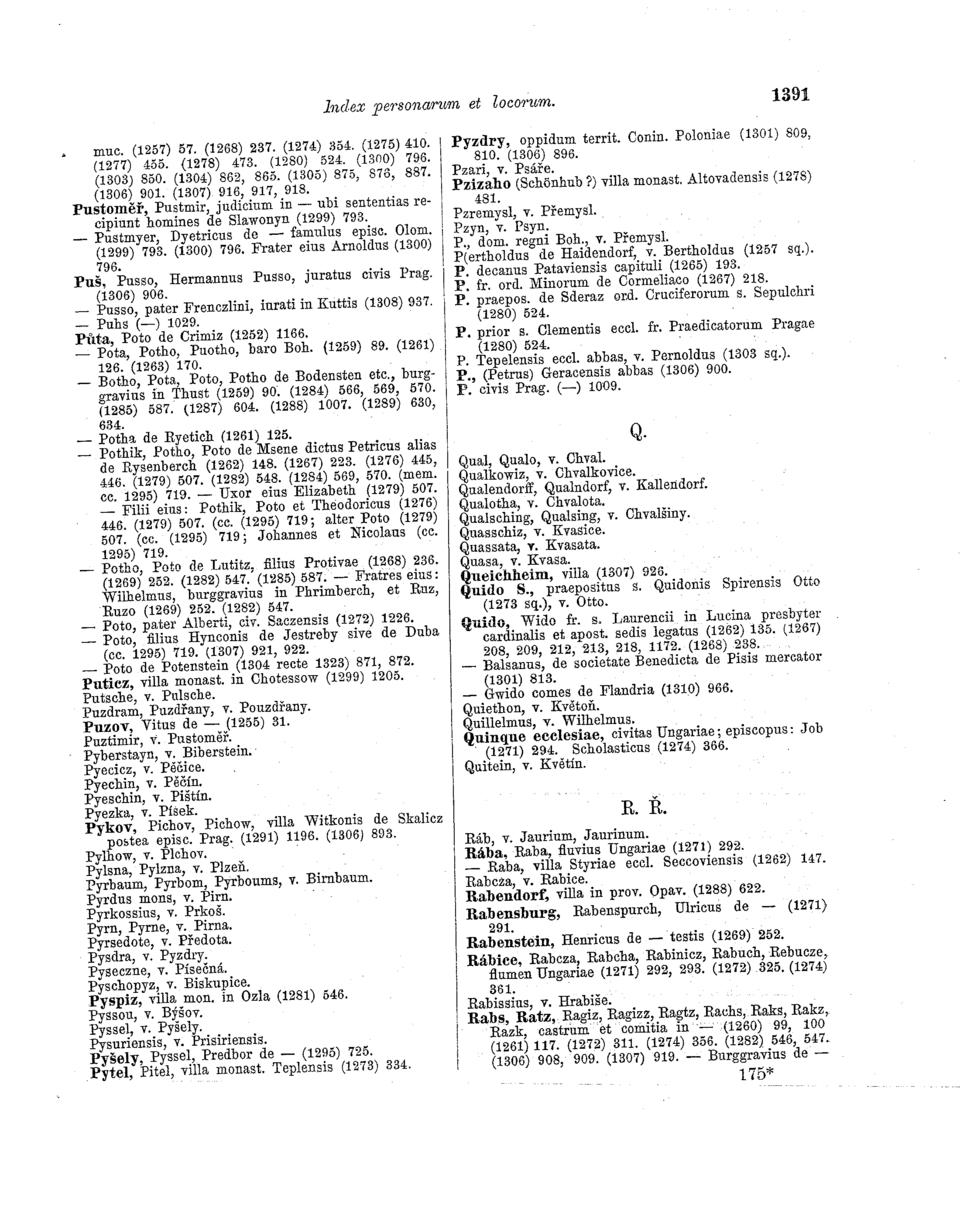 Index personarum et locorum.
1391
muc. (1257) 57. (1268) 237. (1274) 354. (1275) 410.
(1277) 455. (1278) 473. (1280) 524. (1300) 796.
(1303) 850. (1304) 862, 865. (1305) 875, 876, 887.
(1306) 901. (1307) 916, 917, 918.
Pustoměř, Pustmir, judicium in — ubi sententias re-
cipiunt homines de Slawonyn (1299) 793.
— Pustmyer, Dyetricus de — famulus episc. Olom.
(1299) 793. (1300) 796. Frater eius Arnoldus (1300)
796.
Puš, Pusso, Hermannus Pusso, juratus civis Prag.
(1306) 906.
— Pusso, pater Frenczlini, iurati in Kuttis (1308) 937.
— Puhs (—) 1029.
Půta, Poto de Crimiz (1252) 1166.
— Pota, Potho, Puotho, baro Boh. (1259) 89. (1261)
126. (1263) 170.
— Botho, Pota, Poto, Potho de Bodensten etc., burg-
gravius in Thust (1259) 90. (1284) 566, 569, 570.
(1285) 587. (1287) 604. (1288) 1007. (1289) 630,
634.
— Potha de Ryetich (1261) 125.
— Pothik, Potho, Poto de Msene dictus Petricus alias
de Rysenberch (1262) 148. (1267) 223. (1276) 445,
446. (1279) 507. (1282) 548. (1284) 569, 570. (mem.
cc. 1295) 719. — Uxor eius Elizabeth (1279) 507.
— Filii eius: Pothik, Poto et Theodoricus (1276)
446. (1279) 507. (cc. (1295) 719; alter Poto (1279)
507. (cc. (1295) 719; Johannes et Nicolaus (cc.
1295) 719.
— Potho, Poto de Lutitz, filius Protivae (1268) 236.
(1269) 252. (1282) 547. (1285) 587. — Fratres eius:
Wilhelmus, burggravius in Phrimberch, et Ruz,
Ruzo (1269) 252. (1282) 547.
— Poto, pater Alberti, civ. Saczensis (1272) 1226.
— Poto, filius Hynconis de Jestreby sive de Duba
(cc. 1295) 719. (1307) 921, 922.
— Poto de Potenstein (1304 recte 1323) 871, 872.
Puticz, villa monast. in Chotessow (1299) 1205.
Putsche, v. Pulsche.
Puzdram, Puzdřany, v. Pouzdřany.
Puzov, Vitus de — (1255) 31.
Puztimir, v. Pustoměř.
Pyberstayn, v. Biberstein.
Pyecicz, v. Pěčice.
Pyechin, v. Pěčín.
Pyeschin, v. Pištín.
Pyezka, v. Písek.
Pykov, Pichov, Pichow, villa Witkonis de Skalicz
postea episc. Prag. (1291) 1196. (1306) 893.
Pylhow, v. Plchov.
Pylsna, Pylzna, v. Plzeň.
Pyrbaum, Pyrbom, Pyrboums, v. Birnbaum.
Pyrdus mons, v. Pirn.
Pyrkossius, v. Prkoš.
Pyrn, Pyrne, v. Pirna.
Pyrsedote, v. Předota.
Pysdra, v. Pyzdry.
Pyseczne, v. Písečná.
Pyschopyz, v. Biskupice.
Pyspiz, villa mon. in Ozla (1281) 546.
Pyssou, v. Býšov.
Pyssel, v. Pyšely.
Pysuriensis, v. Prisiriensis.
Pyšely, Pyssel, Predbor de — (1295) 725.
Pytel, Pitel, villa monast. Teplensis (1273) 334.
Pyzdry, oppidum territ. Conin. Poloniae (1301) 809,
810. (1306) 896.
Pzari, v. Psáře.
Pzizaho (Schönhub?) villa monast. Altovadensis (1278)
481.
Pzremysl, v. Přemysl.
Pzyn, v. Psyn.
P., dom. regni Boh., v. Přemysl.
P(ertholdus de Haidendorf, v. Bertholdus (1257 sq.).
P. decanus Pataviensis capituli (1265) 193.
P. fr. ord. Minorum de Cormeliaco (1267) 218.
P. praepos. de Sderaz ord. Cruciferorum s. Sepulchri
(1280) 524.
P. prior s. Clementis eccl. fr. Praedicatorum Pragae
(1280) 524.
P. Tepelensis eccl. abbas, v. Pernoldus (1303 sq.).
P., (Petrus) Geracensis abbas (1306) 900.
P. civis Prag. (—) 1009.
Q.
Qual, Qualo, v. Chval.
Qualkowiz, v. Chvalkovice.
Qualendorff, Qualndorf, v. Kallendorf.
Qualotha, v. Chvalota.
Qualsching, Qualsing, v. Chvalšiny.
Quasschiz, v. Kvasice.
Quassata, v. Kvasata.
Quasa, v. Kvasa.
Queichheim, villa (1307) 926.
Quido S., praepositus s. Quidonis Spirensis Otto
(1273 sq.), v. Otto.
Quido, Wido fr. s. Laurencii in Lucina presbyter
cardinalis et apost. sedis legatus (1262) 135. (1267)
208, 209, 212, 213, 218, 1172. (1268) 238.
— Balsanus, de societate Benedicta de Pisis mercator
(1301) 813.
— Gwido comes de Flandria (1310) 966.
Quiethon, v. Květoň.
Quillelmus, v. Wilhelmus.
Quinque ecclesiae, civitas Ungariae; episcopus: Job
(1271) 294. Scholasticus (1274) 366.
Quitein, v. Květín.
R. Ř.
Ráb, v. Jaurium, Jaurinum.
Rába, Raba, fluvius Ungariae (1271) 292.
— Raba, villa Styriae eccl. Seccoviensis (1262) 147.
Rabcza, v. Rabice.
Rabendorf, villa in prov. Opav. (1288) 622.
Rabensburg, Rabenspurch, Ulricus de — (1271)
291.
Rabenstein, Henricus de — testis (1269) 252.
Rábice, Rabcza, Rabcha, Rabinicz, Rabuch, Rebucze,
flumen Ungariae (1271) 292, 293. (1272) 325. (1274)
361.
Rabissius, v. Hrabiše.
Rabs, Ratz, Ragiz, Ragizz, Ragtz, Rachs, Raks, Rakz,
Razk, castrum et comitia in — (1260) 99, 100
(1261) 117. (1272) 311. (1274) 356. (1282) 546, 547.
(1306) 908, 909. (1307) 919. — Burggravius de —
175*